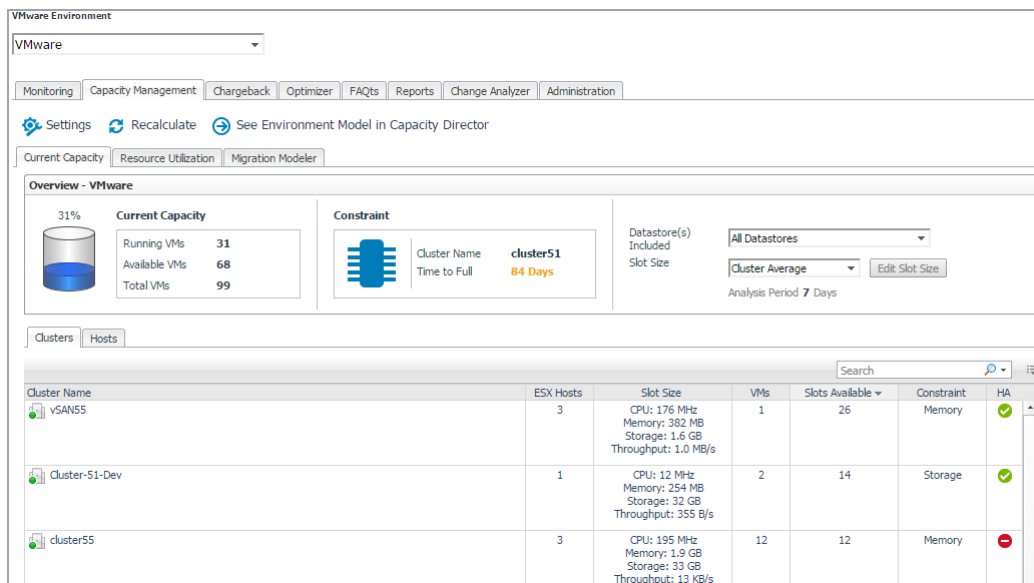 VMware Environment
VMware
Monitoring Capacity Management Chargeback Optimizer FAQts Reports Change Analyzer Administration
Settings Recalculate See Environment Model in Capacity Director
Current Capacity Resource Utilization Migration Modeler
Overview - VMware
31%
Current Capacity
Running VMs 31
Available VMs 68
Total VMs 99
Constraint
Cluster Name cluster51
Time to Full 84 Days
Datastore(s)
Included
All Datastores
Slot Size Cluster Average Edit Slot Size
Analysis Period 7 Days
Clusters Hosts
Search
Cluster Name ESX Hosts Slot Size VMs Slots Available Constraint HA
vSAN55 3 CPU: 176 MHz 1 26 Memory
Memory: 382 MB
Storage: 1.6 GB
Throughput: 1.0 MB/s
Cluster-51-Dev 1 CPU: 12 MHz 2 14 Storage
Memory: 254 MB
Storage: 32 GB
Throughput: 355 B/s
cluster55 3 CPU: 195 MHz 12 12 Memory
Memory: 1.9 GB
Storage: 33 GB
Throughput: 13 KB/s